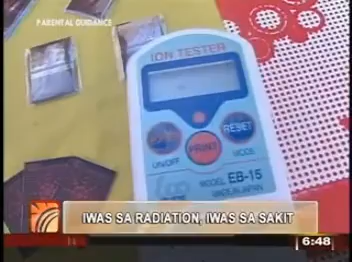 PARENTAL GUIDANCE
ION TESTER
PRINT
RESET
ON/OFF
MODE
MODEL EB-15
MADE IN JAPAN
IWAS SA RADIATION, IWAS SA SAKIT
6:48